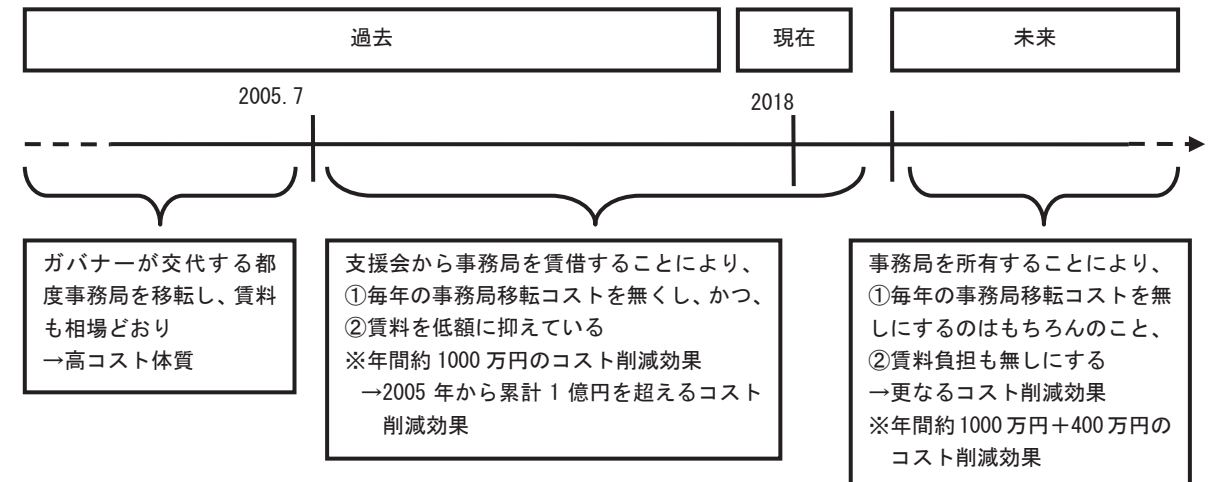 過去
現在
未来
2005.7
2018
ガバナーが交代する都
度事務局を移転し、賃料
も相場どおり
→高コスト体質
支援会から事務局を賃借することにより、
①毎年の事務局移転コストを無くし、かつ、
②賃料を低額に抑えている
※年間約1000万円のコスト削減効果
→2005年から累計1億円を超えるコスト
削減効果
事務局を所有することにより、
①毎年の事務局移転コストを無
しにするのはもちろんのこと、
②賃料負担も無しにする
→更なるコスト削減効果
※年間約1000万円＋400万円の
コスト削減効果